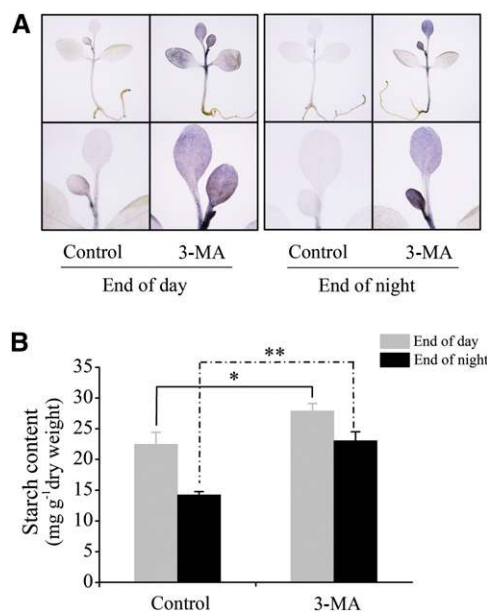 A
Control 3-MA Control 3-MA
End of day End of night
B
End of day
End of night
**
*
35
30
25
20
15
10
5
0
Starch content
(mg g⁻¹dry weight)
Control 3-MA